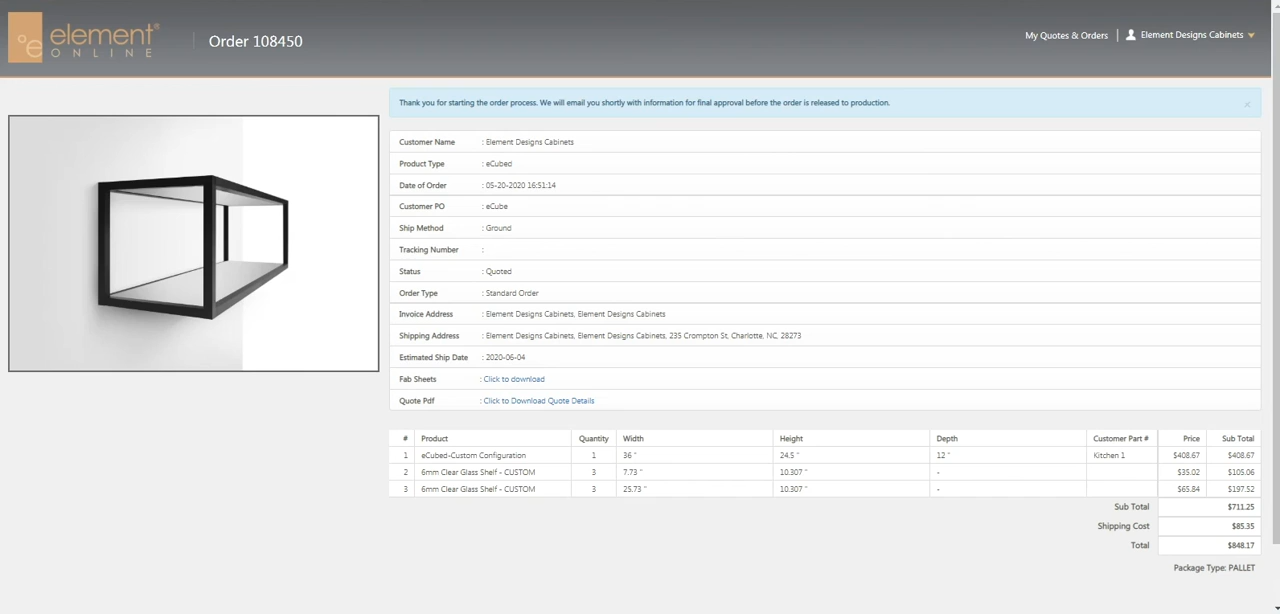 element®
ONLINE
Order 108450
My Quotes & Orders | Element Designs Cabinets
Thank you for starting the order process. We will email you shortly with information for final approval before the order is released to production. ×
Customer Name : Element Designs Cabinets
Product Type : eCubed
Date of Order : 05-20-2020 16:51:14
Customer PO : eCube
Ship Method : Ground
Tracking Number :
Status : Quoted
Order Type : Standard Order
Invoice Address : Element Designs Cabinets, Element Designs Cabinets
Shipping Address : Element Designs Cabinets, Element Designs Cabinets, 235 Crompton St, Charlotte, NC, 28273
Estimated Ship Date : 2020-06-04
Fab Sheets : Click to download
Quote Pdf : Click to Download Quote Details
# Product Quantity Width Height Depth Customer Part # Price Sub Total
1 eCubed-Custom Configuration 1 36 " 24.5 " 12 " Kitchen 1 $408.67 $408.67
2 6mm Clear Glass Shelf - CUSTOM 3 7.73 " 10.307 " - $35.02 $105.06
3 6mm Clear Glass Shelf - CUSTOM 3 25.73 " 10.307 " - $65.84 $197.52
Sub Total $711.25
Shipping Cost $85.35
Total $848.17
Package Type: PALLET